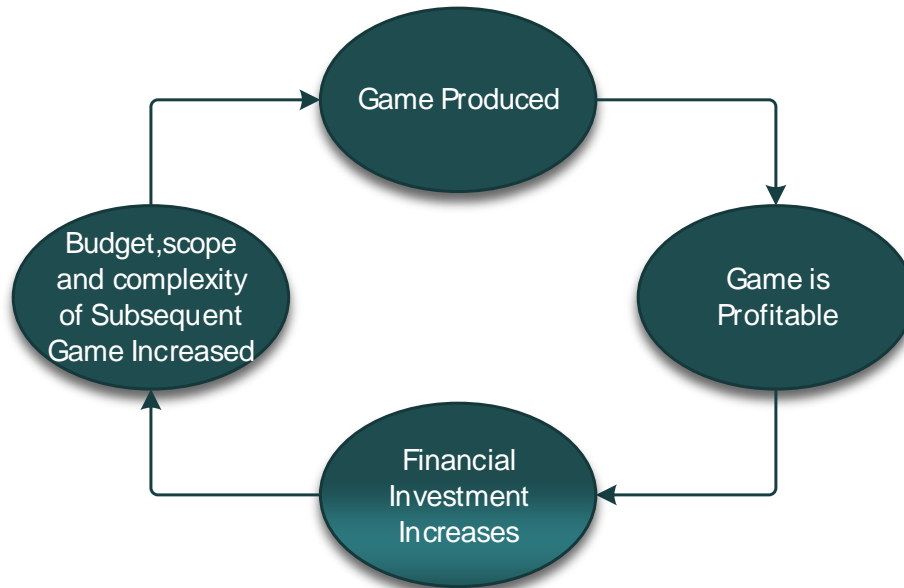 Game Produced
Game is
Profitable
Financial
Investment
Increases
Budget,scope
and complexity
of Subsequent
Game Increased